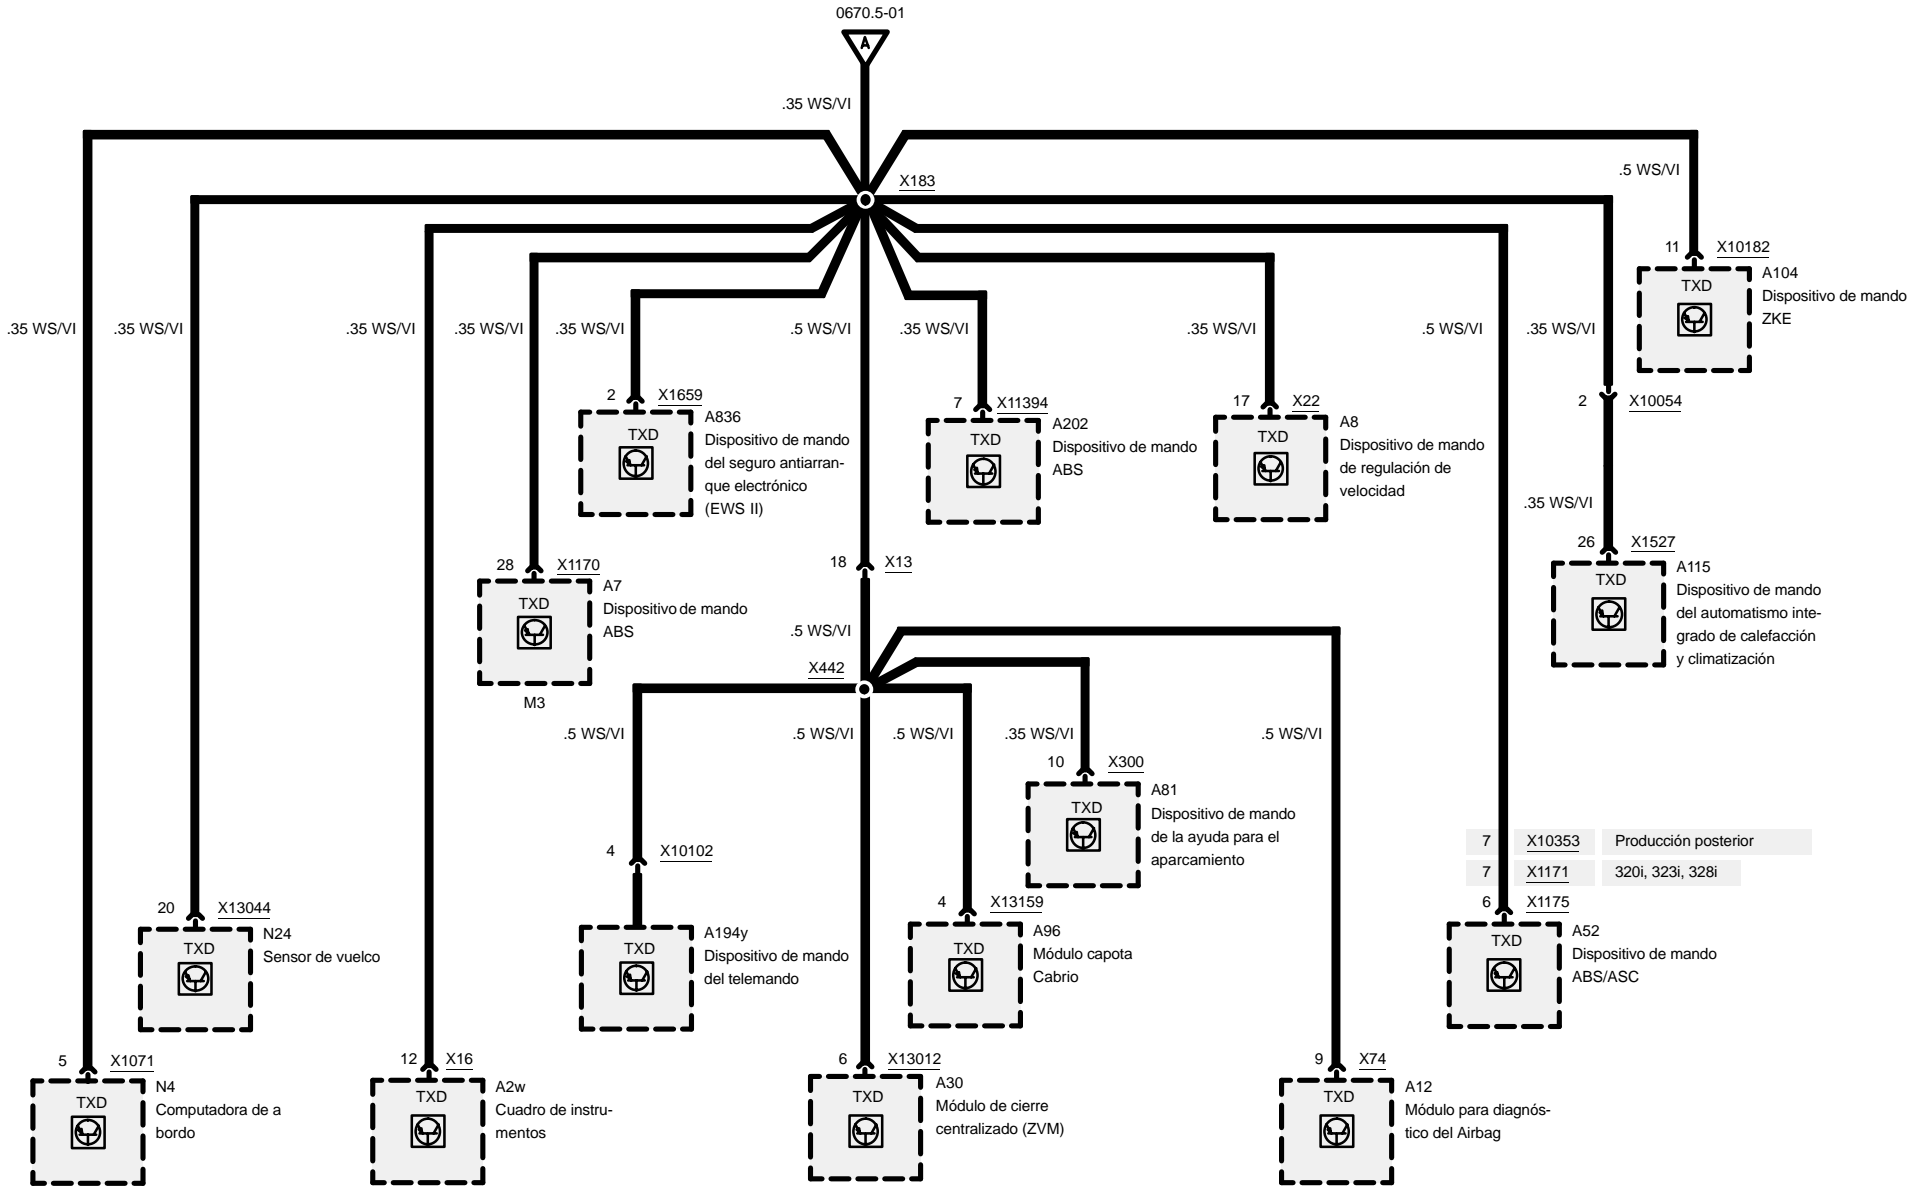 0670.5-01
A
.35 WS/VI
.5 WS/VI
X183
11 X10182
A104
TXD
Dispositivo de mando
ZKE
.35 WS/VI
.35 WS/VI
.35 WS/VI
.35 WS/VI
.35 WS/VI
.5 WS/VI
.35 WS/VI
.35 WS/VI
.5 WS/VI
.35 WS/VI
2 X1659
A836
TXD
Dispositivo de mando
del seguro antiarran-
que electrónico
(EWS II)
7 X11394
A202
TXD
Dispositivo de mando
ABS
17 X22
A8
TXD
Dispositivo de mando
de regulación de
velocidad
2 X10054
.35 WS/VI
28 X1170
A7
TXD
Dispositivo de mando
ABS
M3
18 X13
26 X1527
A115
TXD
Dispositivo de mando
del automatismo inte-
grado de calefacción
y climatización
.5 WS/VI
X442
.5 WS/VI
.5 WS/VI
.5 WS/VI
.35 WS/VI
.5 WS/VI
10 X300
A81
TXD
Dispositivo de mando
de la ayuda para el
aparcamiento
4 X10102
A194y
TXD
Dispositivo de mando
del telemando
4 X13159
A96
TXD
Módulo capota
Cabrio
7 X10353 Producción posterior
7 X1171 320i, 323i, 328i
6 X1175
A52
TXD
Dispositivo de mando
ABS/ASC
20 X13044
N24
TXD
Sensor de vuelco
5 X1071
N4
TXD
Computadora de a
bordo
12 X16
A2w
TXD
Cuadro de instru-
mentos
6 X13012
A30
TXD
Módulo de cierre
centralizado (ZVM)
9 X74
A12
TXD
Módulo para diagnós-
tico del Airbag